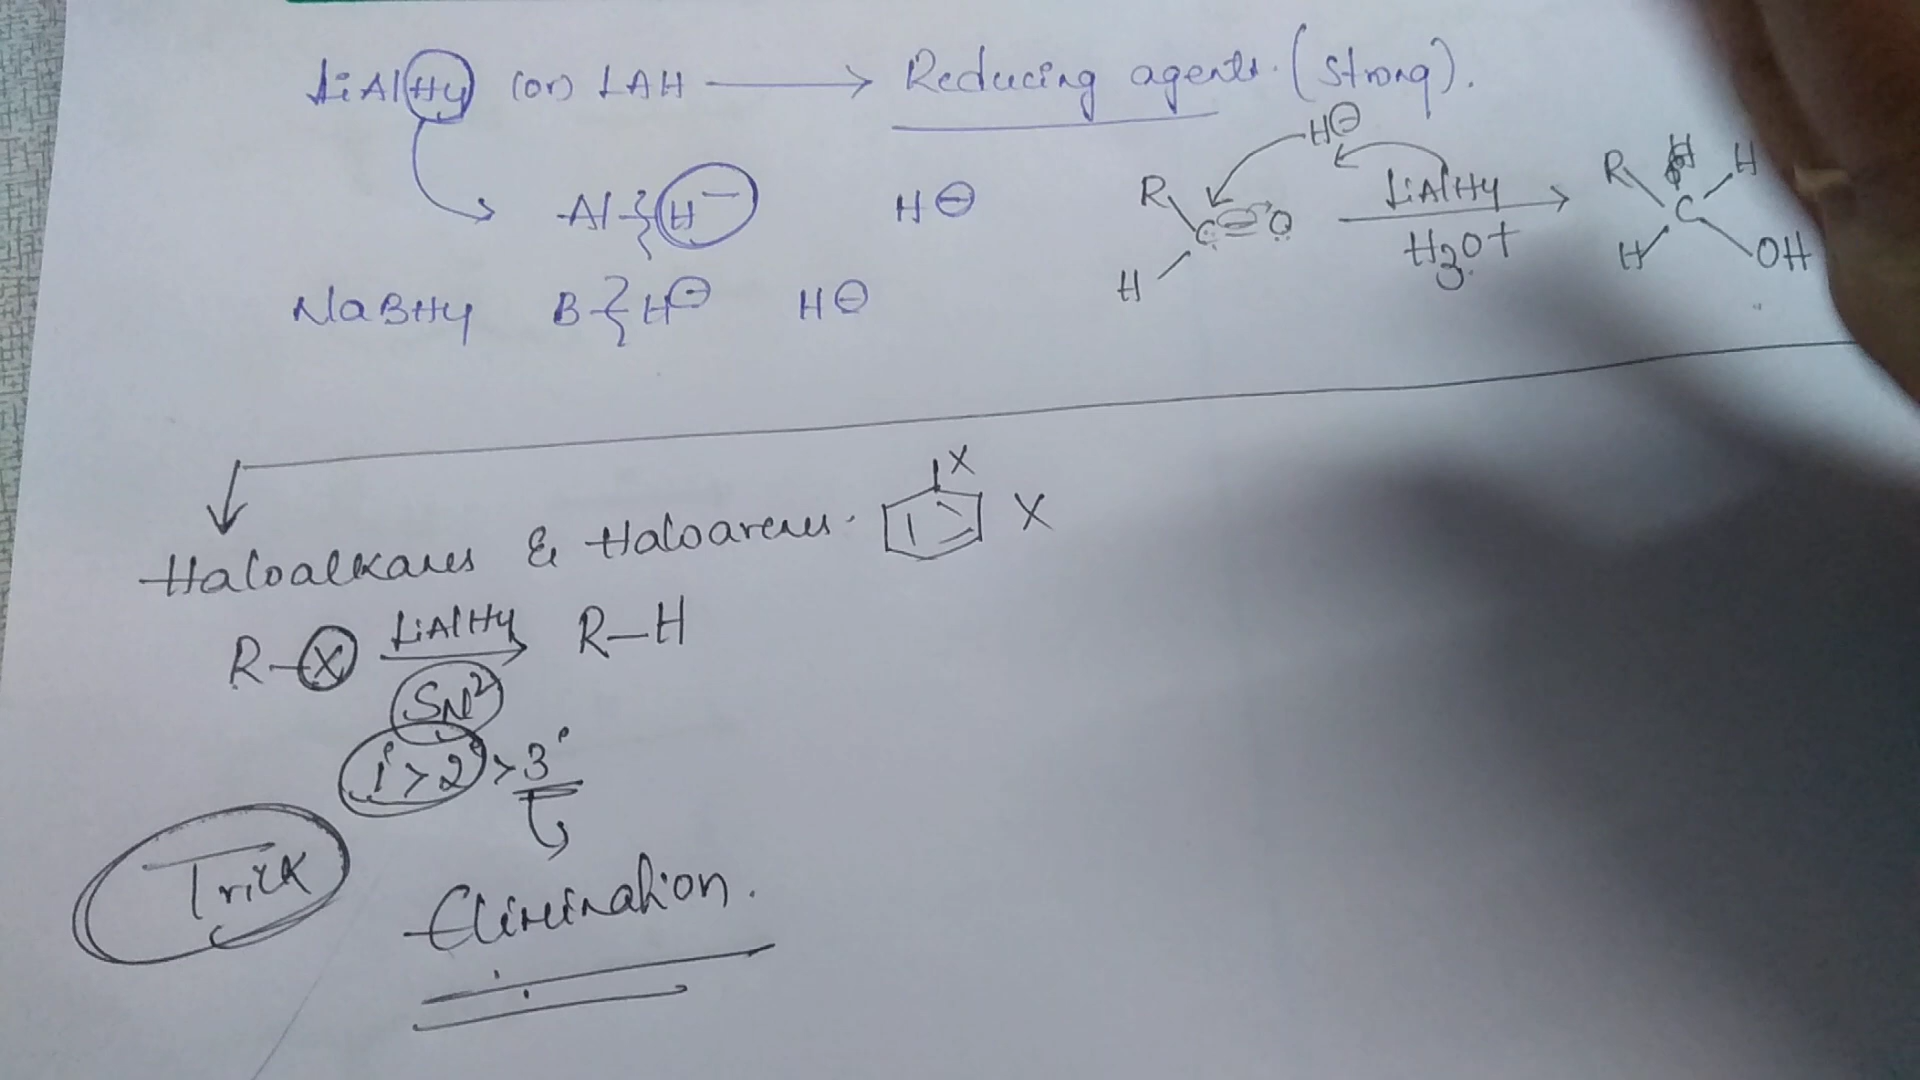 LiAlH4 (or) LAH ⟶ Reducing agents. (Strong).
Al-H⁻ H⊖
NaBH4 B-H⊖ H⊖
H⊖
R H C=O LiAlH4 H3O+ R H H C OH
Haloalkanes & Haloarenes. X X
R-X LiAlH4 R-H
SN2
1° > 2° > 3°
Trick
Elimination.